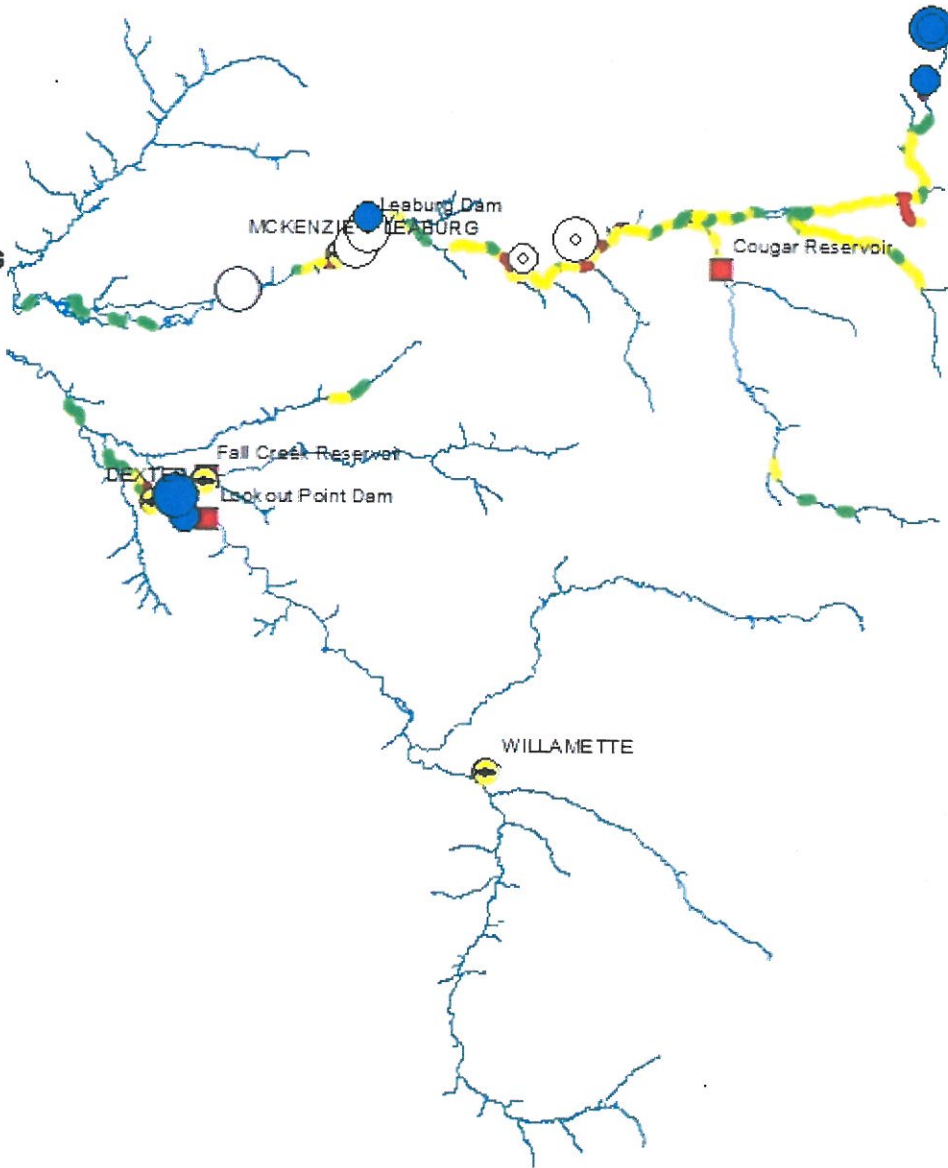 Leaburg Dam
MCKENZIE LEABURG
Cougar Reservoir
Fall Creek Reservoir
Lookout Point Dam
WILLAMETTE